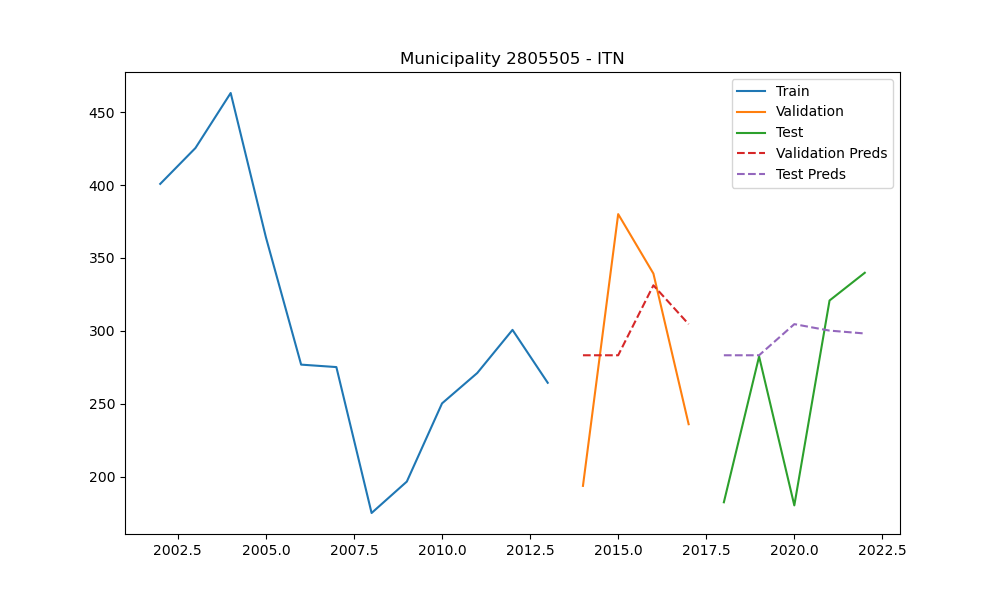 Municipality 2805505 - ITN
Train
Validation
Test
Validation Preds
Test Preds
450
400
350
300
250
200
2002.5 2005.0 2007.5 2010.0 2012.5 2015.0 2017.5 2020.0 2022.5